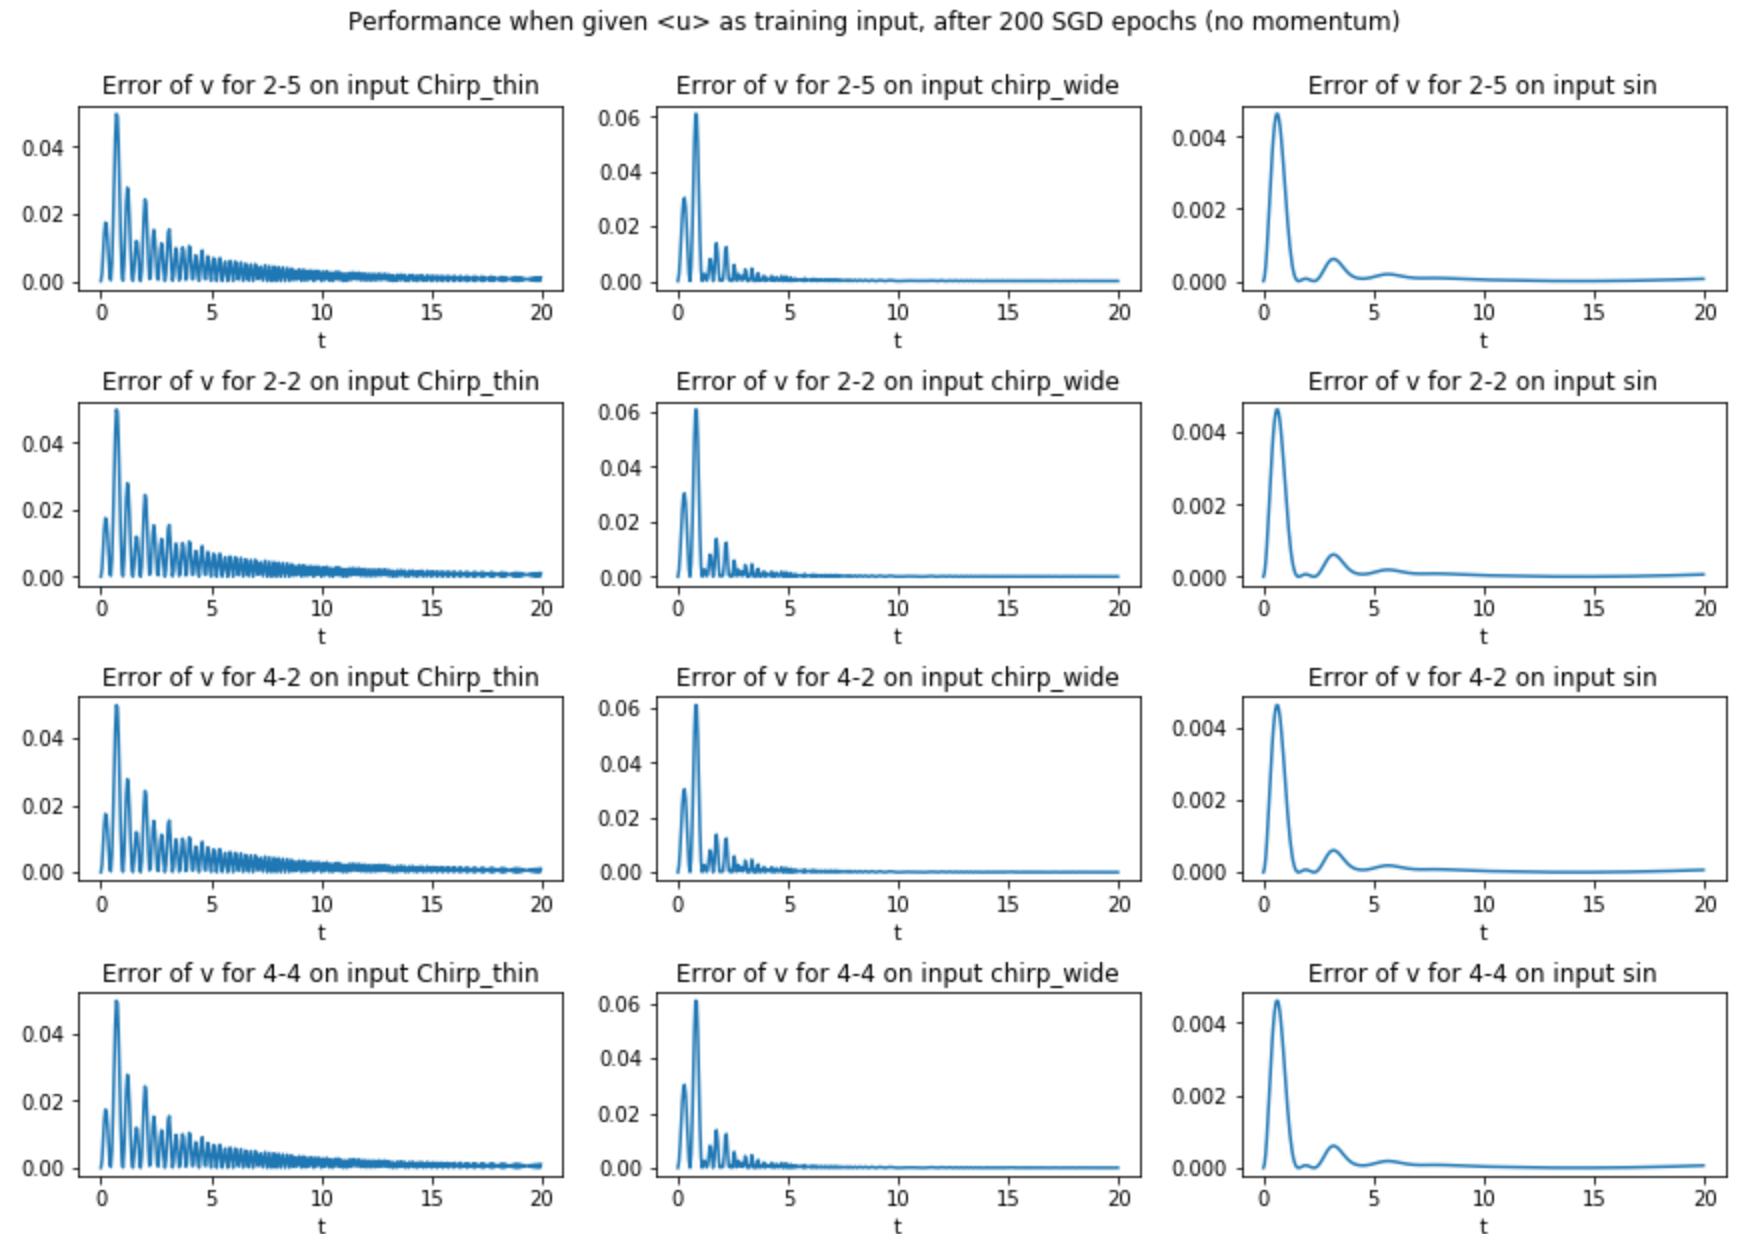 Performance when given <u> as training input, after 200 SGD epochs (no momentum)
Error of v for 2-5 on input Chirp_thin
0.04
0.02
0.00
0 5 10 15 20
t
Error of v for 2-5 on input chirp_wide
0.06
0.04
0.02
0.00
0 5 10 15 20
t
Error of v for 2-5 on input sin
0.004
0.002
0.000
0 5 10 15 20
t
Error of v for 2-2 on input Chirp_thin
0.04
0.02
0.00
0 5 10 15 20
t
Error of v for 2-2 on input chirp_wide
0.06
0.04
0.02
0.00
0 5 10 15 20
t
Error of v for 2-2 on input sin
0.004
0.002
0.000
0 5 10 15 20
t
Error of v for 4-2 on input Chirp_thin
0.04
0.02
0.00
0 5 10 15 20
t
Error of v for 4-2 on input chirp_wide
0.06
0.04
0.02
0.00
0 5 10 15 20
t
Error of v for 4-2 on input sin
0.004
0.002
0.000
0 5 10 15 20
t
Error of v for 4-4 on input Chirp_thin
0.04
0.02
0.00
0 5 10 15 20
t
Error of v for 4-4 on input chirp_wide
0.06
0.04
0.02
0.00
0 5 10 15 20
t
Error of v for 4-4 on input sin
0.004
0.002
0.000
0 5 10 15 20
t